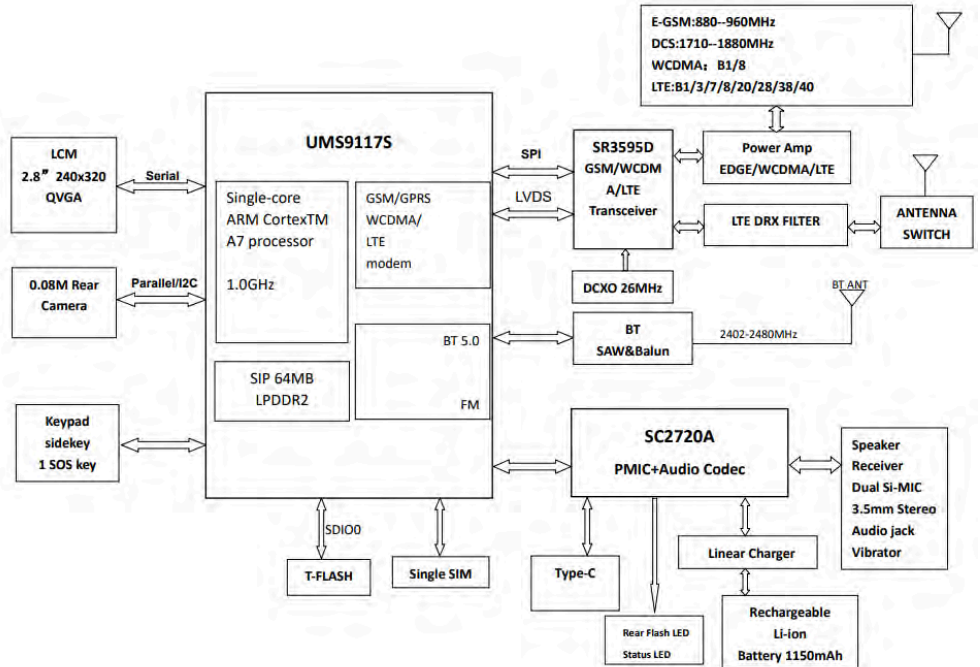 E-GSM:880--960MHz
DCS:1710--1880MHz
WCDMA: B1/8
LTE:B1/3/7/8/20/28/38/40
UMS9117S
LCM
2.8” 240x320
QVGA
Serial
Single-core
ARM CortexTM
A7 processor
1.0GHz
GSM/GPRS
WCDMA/
LTE
modem
SPI
LVDS
SR3595D
GSM/WCDM
A/LTE
Transceiver
Power Amp
EDGE/WCDMA/LTE
LTE DRX FILTER
ANTENNA
SWITCH
0.08M Rear
Camera
Parallel/I2C
DCXO 26MHz
BT ANT
BT 5.0
FM
BT
SAW&Balun
2402-2480MHz
SIP 64MB
LPDDR2
Keypad
sidekey
1 SOS key
SC2720A
PMIC+Audio Codec
Speaker
Receiver
Dual Si-MIC
3.5mm Stereo
Audio jack
Vibrator
SDIO0
T-FLASH
Single SIM
Type-C
Linear Charger
Rear Flash LED
Status LED
Rechargeable
Li-ion
Battery 1150mAh